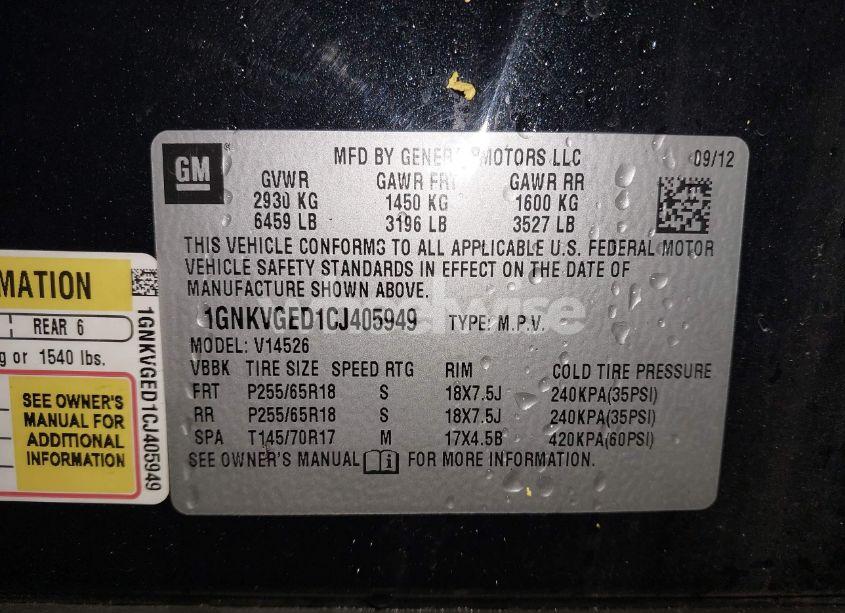 GM ®
MFD BY GENERAL MOTORS LLC 09/12
GVWR GAWR FRT GAWR RR
2930 KG 1450 KG 1600 KG
6459 LB 3196 LB 3527 LB
THIS VEHICLE CONFORMS TO ALL APPLICABLE U.S. FEDERAL MOTOR
VEHICLE SAFETY STANDARDS IN EFFECT ON THE DATE OF
MANUFACTURE SHOWN ABOVE.
1GNKVGED1CJ405949 TYPE: M.P.V.
MODEL: V14526
VBBK TIRE SIZE SPEED RTG RIM COLD TIRE PRESSURE
FRT P255/65R18 S 18X7.5J 240KPA(35PSI)
RR P255/65R18 S 18X7.5J 240KPA(35PSI)
SPA T145/70R17 M 17X4.5B 420KPA(60PSI)
SEE OWNER'S MANUAL FOR MORE INFORMATION.
MATION
REAR 6
g or 1540 lbs.
SEE OWNER'S
MANUAL FOR
ADDITIONAL
INFORMATION
1GNKVGED1CJ405949